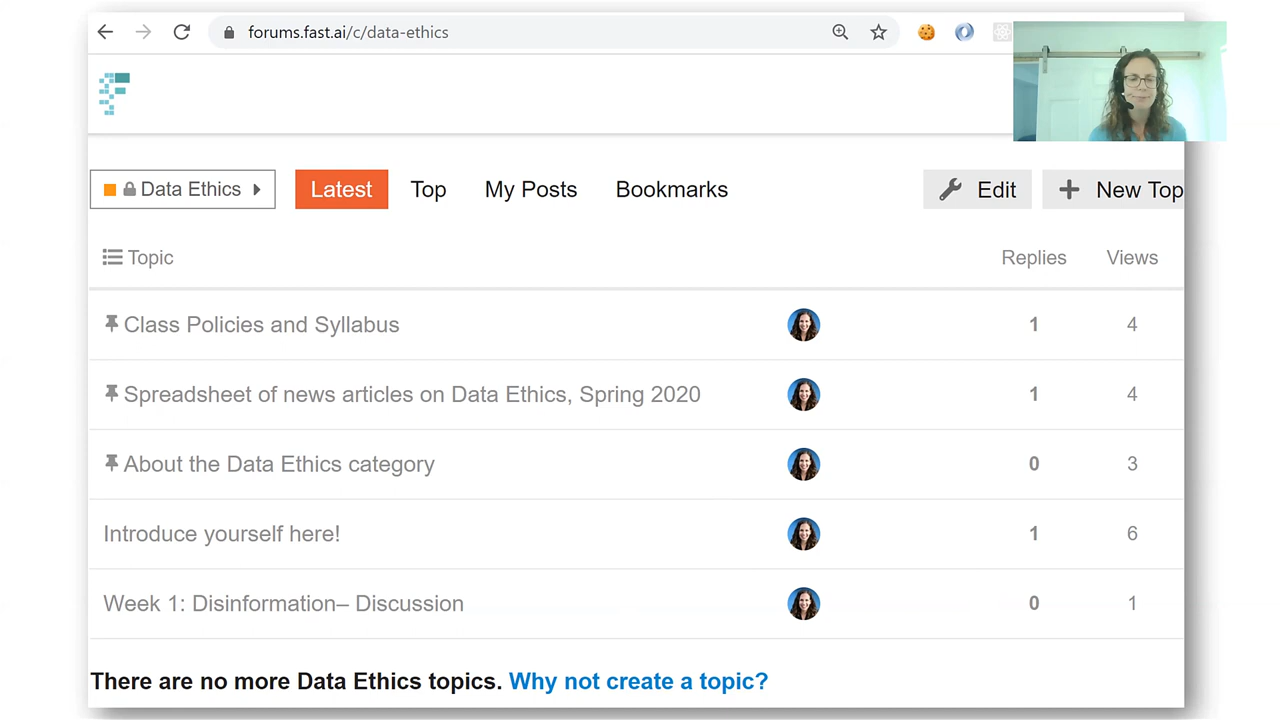 forums.fast.ai/c/data-ethics
Data Ethics Latest Top My Posts Bookmarks Edit New Top
Topic Replies Views
Class Policies and Syllabus 1 4
Spreadsheet of news articles on Data Ethics, Spring 2020 1 4
About the Data Ethics category 0 3
Introduce yourself here! 1 6
Week 1: Disinformation– Discussion 0 1
There are no more Data Ethics topics. Why not create a topic?